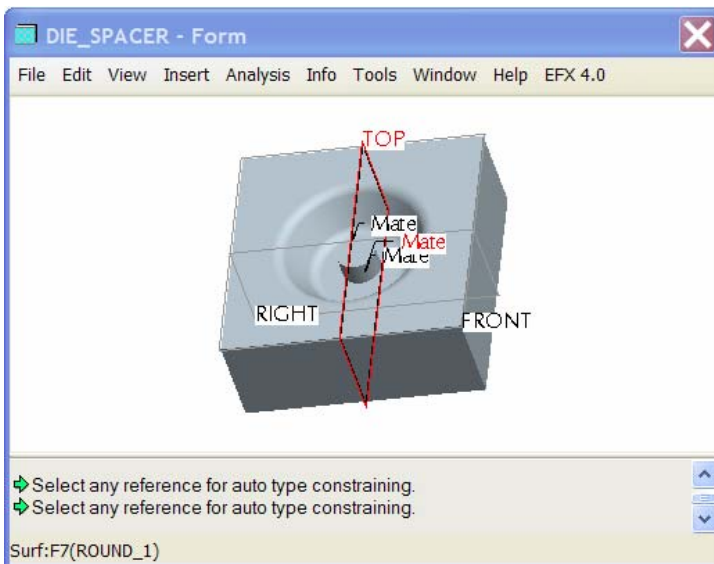 DIE_SPACER - Form
File Edit View Insert Analysis Info Tools Window Help EFX 4.0
TOP
Mate
Mate
Mate
RIGHT
FRONT
Select any reference for auto type constraining.
Select any reference for auto type constraining.
Surf:F7(ROUND_1)